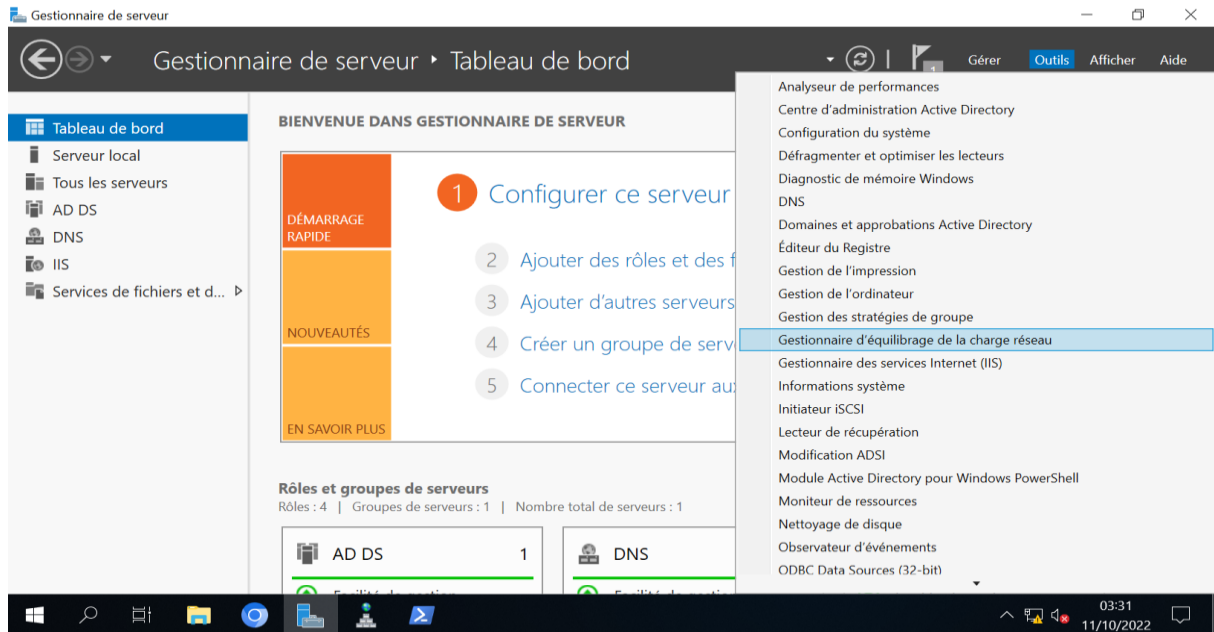 Gestionnaire de serveur
Gestionnaire de serveur ‣ Tableau de bord
1
Gérer
Outils
Afficher
Aide
Tableau de bord
Serveur local
Tous les serveurs
AD DS
DNS
IIS
Services de fichiers et d...
BIENVENUE DANS GESTIONNAIRE DE SERVEUR
DÉMARRAGE
RAPIDE
NOUVEAUTÉS
EN SAVOIR PLUS
1 Configurer ce serveur
2 Ajouter des rôles et des f
3 Ajouter d'autres serveurs
4 Créer un groupe de serv
5 Connecter ce serveur au
Rôles et groupes de serveurs
Rôles : 4 | Groupes de serveurs : 1 | Nombre total de serveurs : 1
AD DS 1
DNS
Analyseur de performances
Centre d'administration Active Directory
Configuration du système
Défragmenter et optimiser les lecteurs
Diagnostic de mémoire Windows
DNS
Domaines et approbations Active Directory
Éditeur du Registre
Gestion de l'impression
Gestion de l'ordinateur
Gestion des stratégies de groupe
Gestionnaire d'équilibrage de la charge réseau
Gestionnaire des services Internet (IIS)
Informations système
Initiateur iSCSI
Lecteur de récupération
Modification ADSI
Module Active Directory pour Windows PowerShell
Moniteur de ressources
Nettoyage de disque
Observateur d'événements
ODBC Data Sources (32-bit)
03:31
11/10/2022